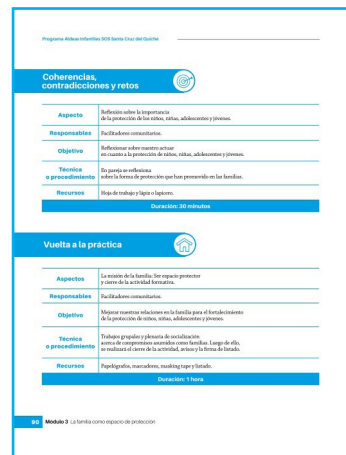 Programa Aldeas Infantiles SOS Santa Cruz del Quiché
Coherencias,
contradicciones y retos
Aspecto
Reflexión sobre la importancia
de la protección de los niños, niñas, adolescentes y jóvenes.
Responsables
Facilitadores comunitarios.
Objetivo
Reflexionar sobre nuestro actuar
en cuanto a la protección de niños, niñas, adolescentes y jóvenes.
Técnica
o procedimiento
En pareja se reflexiona
sobre la forma de protección que han promovido en las familias.
Recursos
Hoja de trabajo y lápiz o lapicero.
Duración: 30 minutos
Vuelta a la práctica
Aspectos
La misión de la familia: Ser espacio protector
y cierre de la actividad formativa.
Responsables
Facilitadores comunitarios.
Objetivo
Mejorar nuestras relaciones en la familia para el fortalecimiento
de la protección de niños, niñas, adolescentes y jóvenes.
Técnica
o procedimiento
Trabajos grupales y plenaria de socialización
acerca de compromisos asumidos como familias. Luego de ello,
se realizará el cierre de la actividad, avisos y la firma de listado.
Recursos
Papelógrafos, marcadores, masking tape y listado.
Duración: 1 hora
90 Módulo 3 La familia como espacio de protección